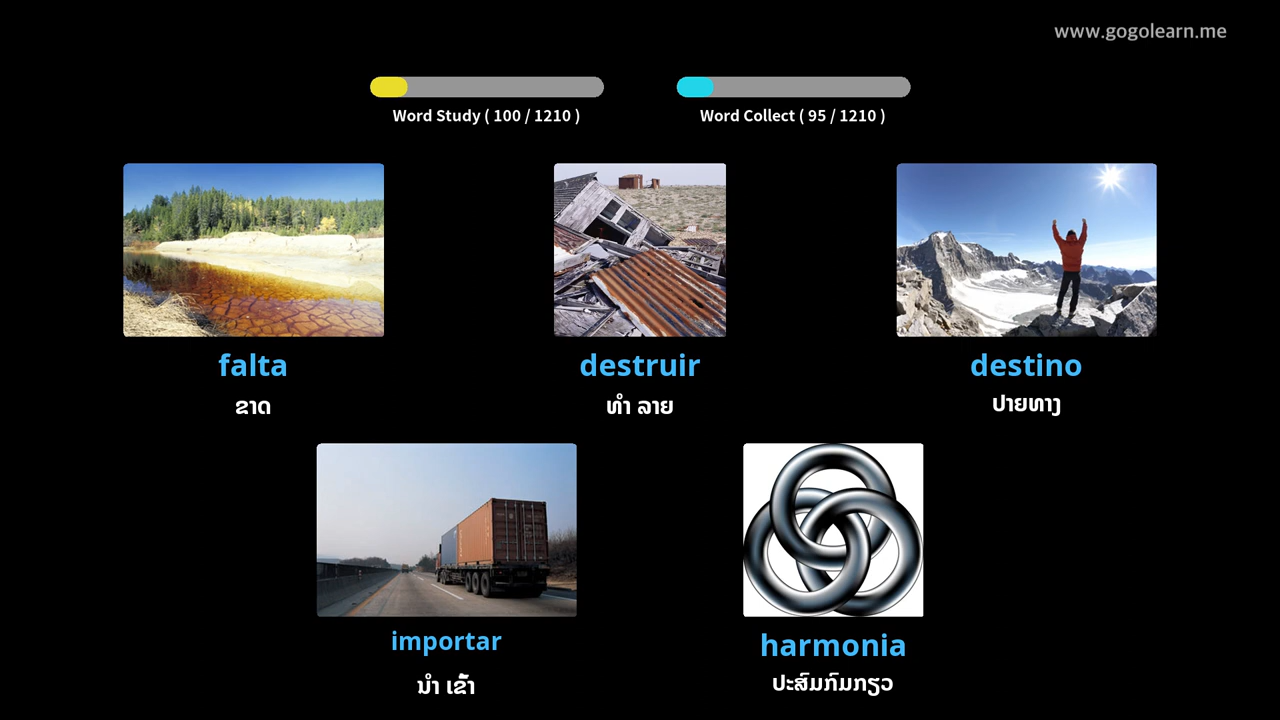 www.gogolearn.me
Word Study ( 100 / 1210 )
Word Collect ( 95 / 1210 )
falta
ຂາດ
destruir
ທຳ ລາຍ
destino
ປາຍທາງ
importar
ນຳ ເຂົ້າ
harmonia
ປະສົມກົມກຽວ